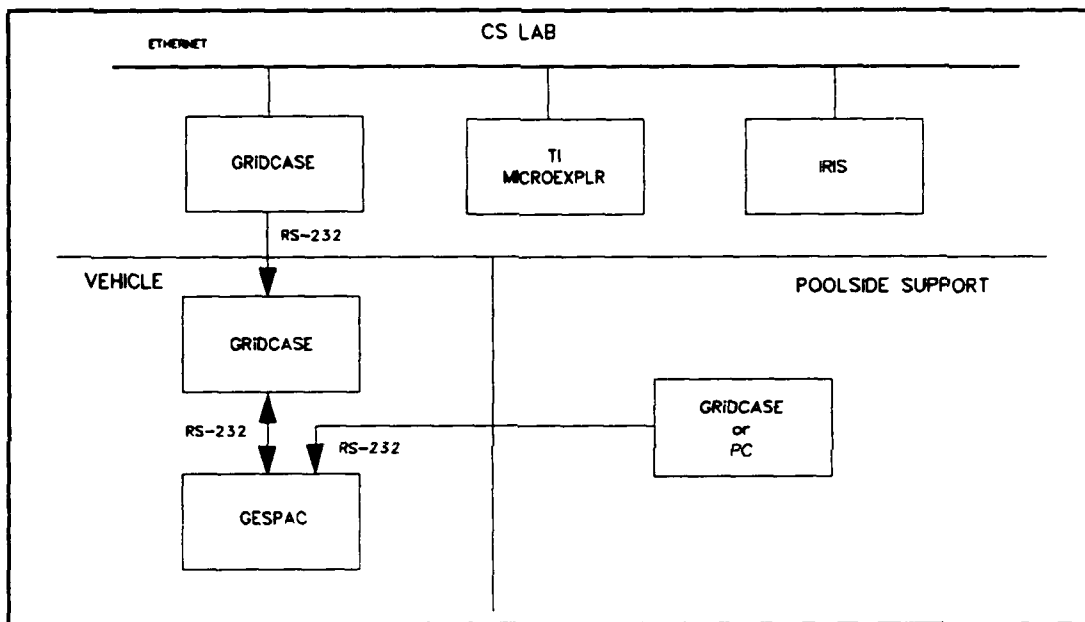 CS LAB
ETHERNET
GRIDCASE
TI
MICROEXPLR
IRIS
RS-232
VEHICLE
POOLSIDE SUPPORT
GRIDCASE
GRIDCASE
or
PC
RS-232
RS-232
GESPAC